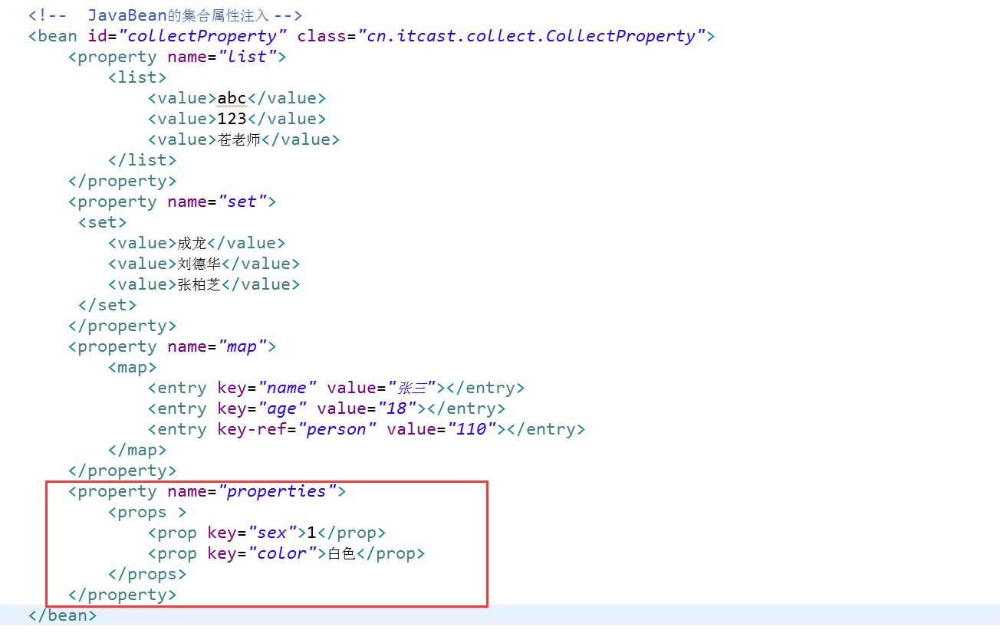 <!--  JavaBean的集合属性注入 -->
<bean id="collectProperty" class="cn.itcast.collect.CollectProperty">
    <property name="list">
        <list>
            <value>abc</value>
            <value>123</value>
            <value>苍老师</value>
        </list>
    </property>
    <property name="set">
     <set>
        <value>成龙</value>
        <value>刘德华</value>
        <value>张柏芝</value>
     </set>
    </property>
    <property name="map">
        <map>
            <entry key="name" value="张三"></entry>
            <entry key="age" value="18"></entry>
            <entry key-ref="person" value="110"></entry>
        </map>
    </property>
    <property name="properties">
        <props >
            <prop key="sex">1</prop>
            <prop key="color">白色</prop>
        </props>
    </property>
</bean>